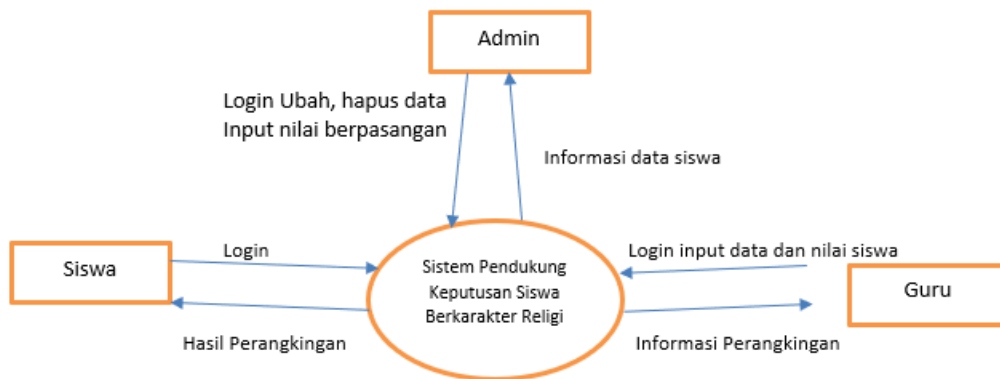 Admin
Login Ubah, hapus data
Input nilai berpasangan
Informasi data siswa
Siswa
Login
Sistem Pendukung
Keputusan Siswa
Berkarakter Religi
Login input data dan nilai siswa
Guru
Hasil Perangkingan
Informasi Perangkingan